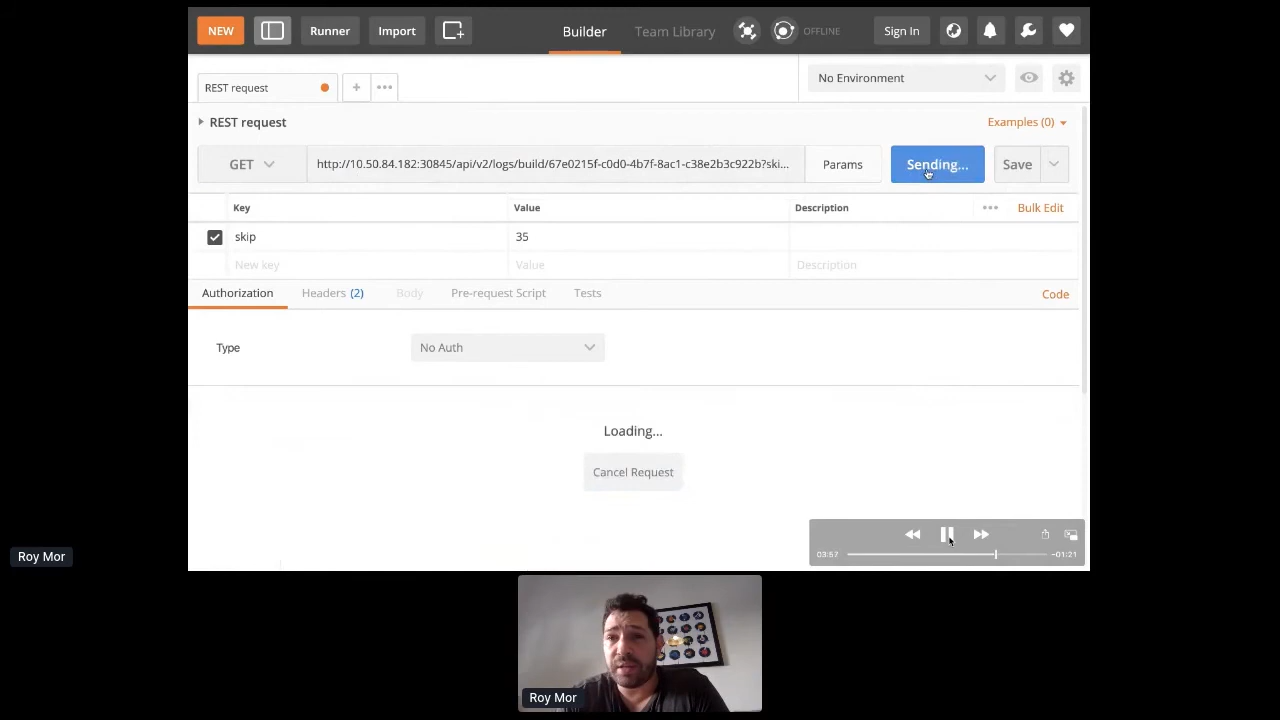 NEW
Runner
Import
Builder
Team Library
OFFLINE
Sign In
REST request
No Environment
REST request
Examples (0)
GET
http://10.50.84.182:30845/api/v2/logs/build/67e0215f-c0d0-4b7f-8ac1-c38e2b3c922b?ski...
Params
Sending...
Save
Key
Value
Description
Bulk Edit
skip
35
New key
Value
Description
Authorization
Headers (2)
Body
Pre-request Script
Tests
Code
Type
No Auth
Loading...
Cancel Request
03:57
-01:21
Roy Mor
Roy Mor